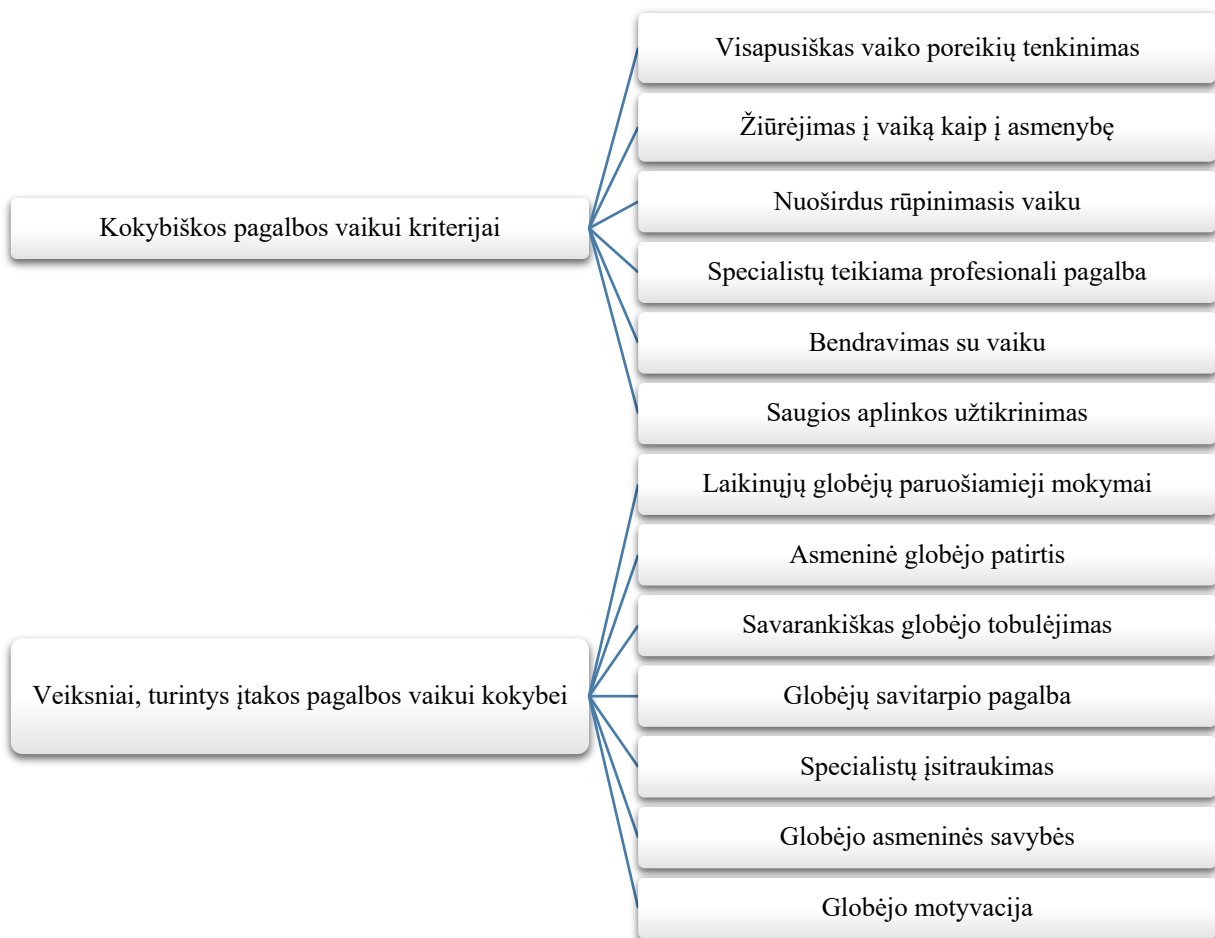 Kokybiškos pagalbos vaikui kriterijai
Visapusiškas vaiko poreikių tenkinimas
Žiūrėjimas į vaiką kaip į asmenybę
Nuoširdus rūpinimasis vaiku
Specialistų teikiama profesionali pagalba
Bendravimas su vaiku
Saugios aplinkos užtikrinimas
Veiksniai, turintys įtakos pagalbos vaikui kokybei
Laikinųjų globėjų paruošiamieji mokymai
Asmeninė globėjo patirtis
Savarankiškas globėjo tobulėjimas
Globėjų savitarpio pagalba
Specialistų įsitraukimas
Globėjo asmeninės savybės
Globėjo motyvacija